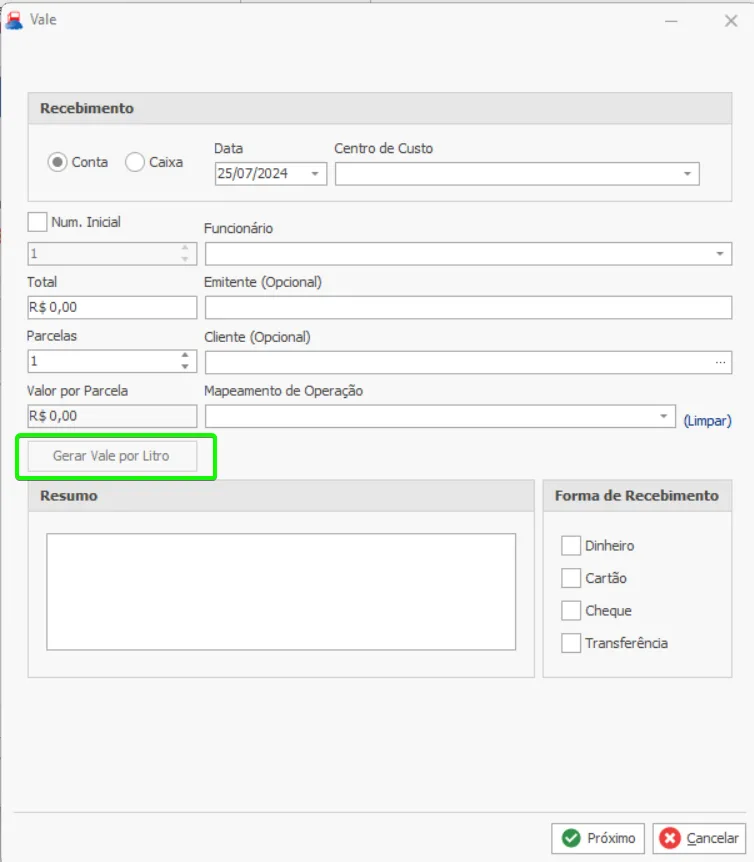 Vale
Recebimento
Conta
Caixa
Data
25/07/2024
Centro de Custo
Num. Inicial
1
Funcionário
Total
R$ 0,00
Emitente (Opcional)
Parcelas
1
Cliente (Opcional)
...
Valor por Parcela
R$ 0,00
Mapeamento de Operação
(Limpar)
Gerar Vale por Litro
Resumo
Forma de Recebimento
Dinheiro
Cartão
Cheque
Transferência
Próximo
Cancelar